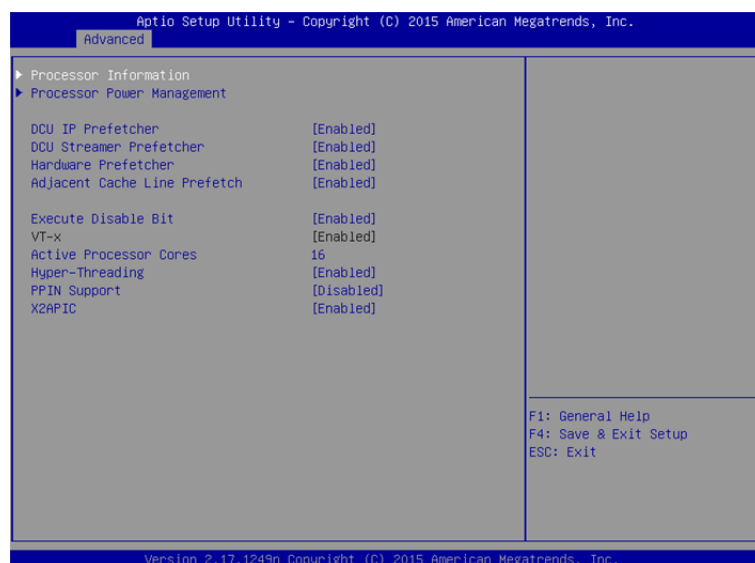 Aptio Setup Utility – Copyright (C) 2015 American Megatrends, Inc.
Advanced
Processor Information
Processor Power Management
DCU IP Prefetcher [Enabled]
DCU Streamer Prefetcher [Enabled]
Hardware Prefetcher [Enabled]
Adjacent Cache Line Prefetch [Enabled]
Execute Disable Bit [Enabled]
VT-x [Enabled]
Active Processor Cores 16
Hyper-Threading [Enabled]
PPIN Support [Disabled]
X2APIC [Enabled]
F1: General Help
F4: Save & Exit Setup
ESC: Exit
Version 2.17.1249n Copyright (C) 2015 American Megatrends, Inc.